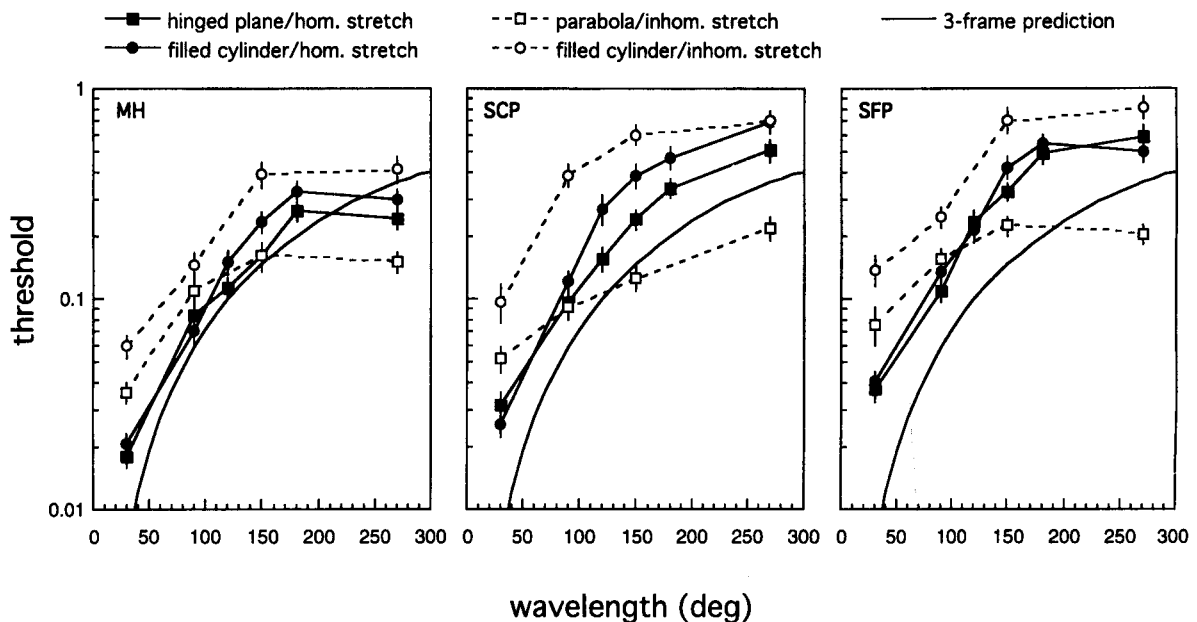 hinged plane/hom. stretch parabola/inhom. stretch 3-frame prediction
filled cylinder/hom. stretch filled cylinder/inhom. stretch
1
MH SCP SFP
threshold
0.1
0.01
0 50 100 150 200 250 300 0 50 100 150 200 250 300 0 50 100 150 200 250 300
wavelength (deg)